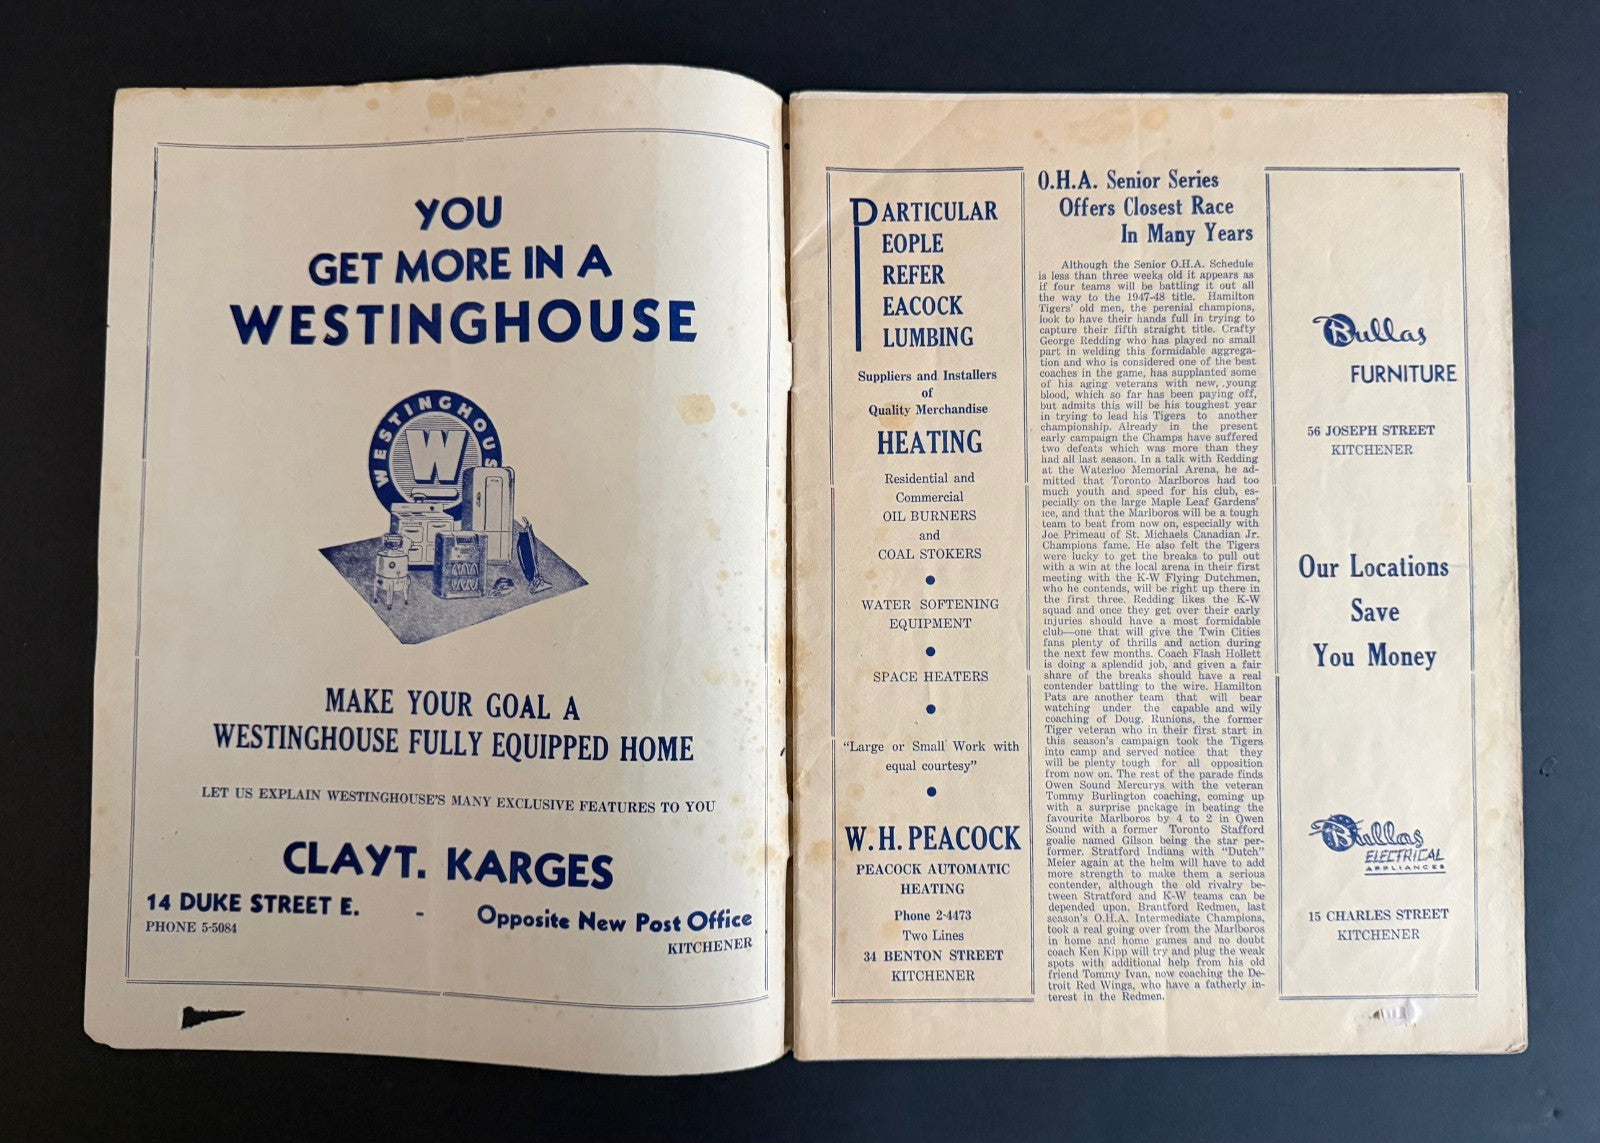 YOU
GET MORE IN A
WESTINGHOUSE
WESTINGHOUSE
W
MAKE YOUR GOAL A
WESTINGHOUSE FULLY EQUIPPED HOME
LET US EXPLAIN WESTINGHOUSE'S MANY EXCLUSIVE FEATURES TO YOU
CLAYT. KARGES
14 DUKE STREET E. - Opposite New Post Office
PHONE 5-5084
KITCHENER
PARTICULAR
EOPLE
REFER
EACOCK
LUMBING
Suppliers and Installers
of
Quality Merchandise
HEATING
Residential and
Commercial
OIL BURNERS
and
COAL STOKERS
WATER SOFTENING
EQUIPMENT
SPACE HEATERS
"Large or Small Work with
equal courtesy"
W. H. PEACOCK
PEACOCK AUTOMATIC
HEATING
Phone 2-4473
Two Lines
34 BENTON STREET
KITCHENER
O.H.A. Senior Series
Offers Closest Race
In Many Years
Although the Senior O.H.A. Schedule
is less than three weeks old it appears as
if four teams will be battling it out all
the way to the 1947-48 title. Hamilton
Tigers' old men, the perenial champions,
look to have their hands full in trying to
capture their fifth straight title. Crafty
George Redding who has played no small
part in welding this formidable aggrega-
tion and who is considered one of the best
coaches in the game, has supplanted some
of his aging veterans with new, young
blood, which so far has been paying off,
but admits this will be his toughest year
in trying to lead his Tigers to another
championship. Already in the present
early campaign the Champs have suffered
two defeats which was more than they
had all last season. In a talk with Redding
at the Waterloo Memorial Arena, he ad-
mitted that Toronto Marlboros had too
much youth and speed for his club, es-
pecially on the large Maple Leaf Gardens'
ice, and that the Marlboros will be a tough
team to beat from now on, especially with
Joe Primeau of St. Michaels Canadian Jr.
Champions fame. He also felt the Tigers
were lucky to get the breaks to pull out
with a win at the local arena in their first
meeting with the K-W Flying Dutchmen,
who he contends, will be right up there in
the first three. Redding likes the K-W
squad and once they get over their early
injuries should have a most formidable
club—one that will give the Twin Cities
fans plenty of thrills and action during
the next few months. Coach Flash Hollett
is doing a splendid job, and given a fair
share of the breaks should have a real
contender battling to the wire. Hamilton
Pats are another team that will bear
watching under the capable and wily
coaching of Doug. Runions, the former
Tiger veteran who in their first start in
this season's campaign took the Tigers
into camp and served notice that they
will be plenty tough for all opposition
from now on. The rest of the parade finds
Owen Sound Mercurys with the veteran
Tommy Burlington coaching, coming up
with a surprise package in beating the
favourite Marlboros by 4 to 2 in Owen
Sound with a former Toronto Stafford
goalie named Gilson being the star per-
former. Stratford Indians with "Dutch"
Meier again at the helm will have to add
more strength to make them a serious
contender, although the old rivalry be-
tween Stratford and K-W teams can be
depended upon. Brantford Redmen, last
season's O.H.A. Intermediate Champions,
took a real going over from the Marlboros
in home and home games and no doubt
coach Ken Kipp will try and plug the weak
spots with additional help from his old
friend Tommy Ivan, now coaching the De-
troit Red Wings, who have a fatherly in-
terest in the Redmen.
Bullas
FURNITURE
56 JOSEPH STREET
KITCHENER
Our Locations
Save
You Money
Bullas
ELECTRICAL
APPLIANCES
15 CHARLES STREET
KITCHENER